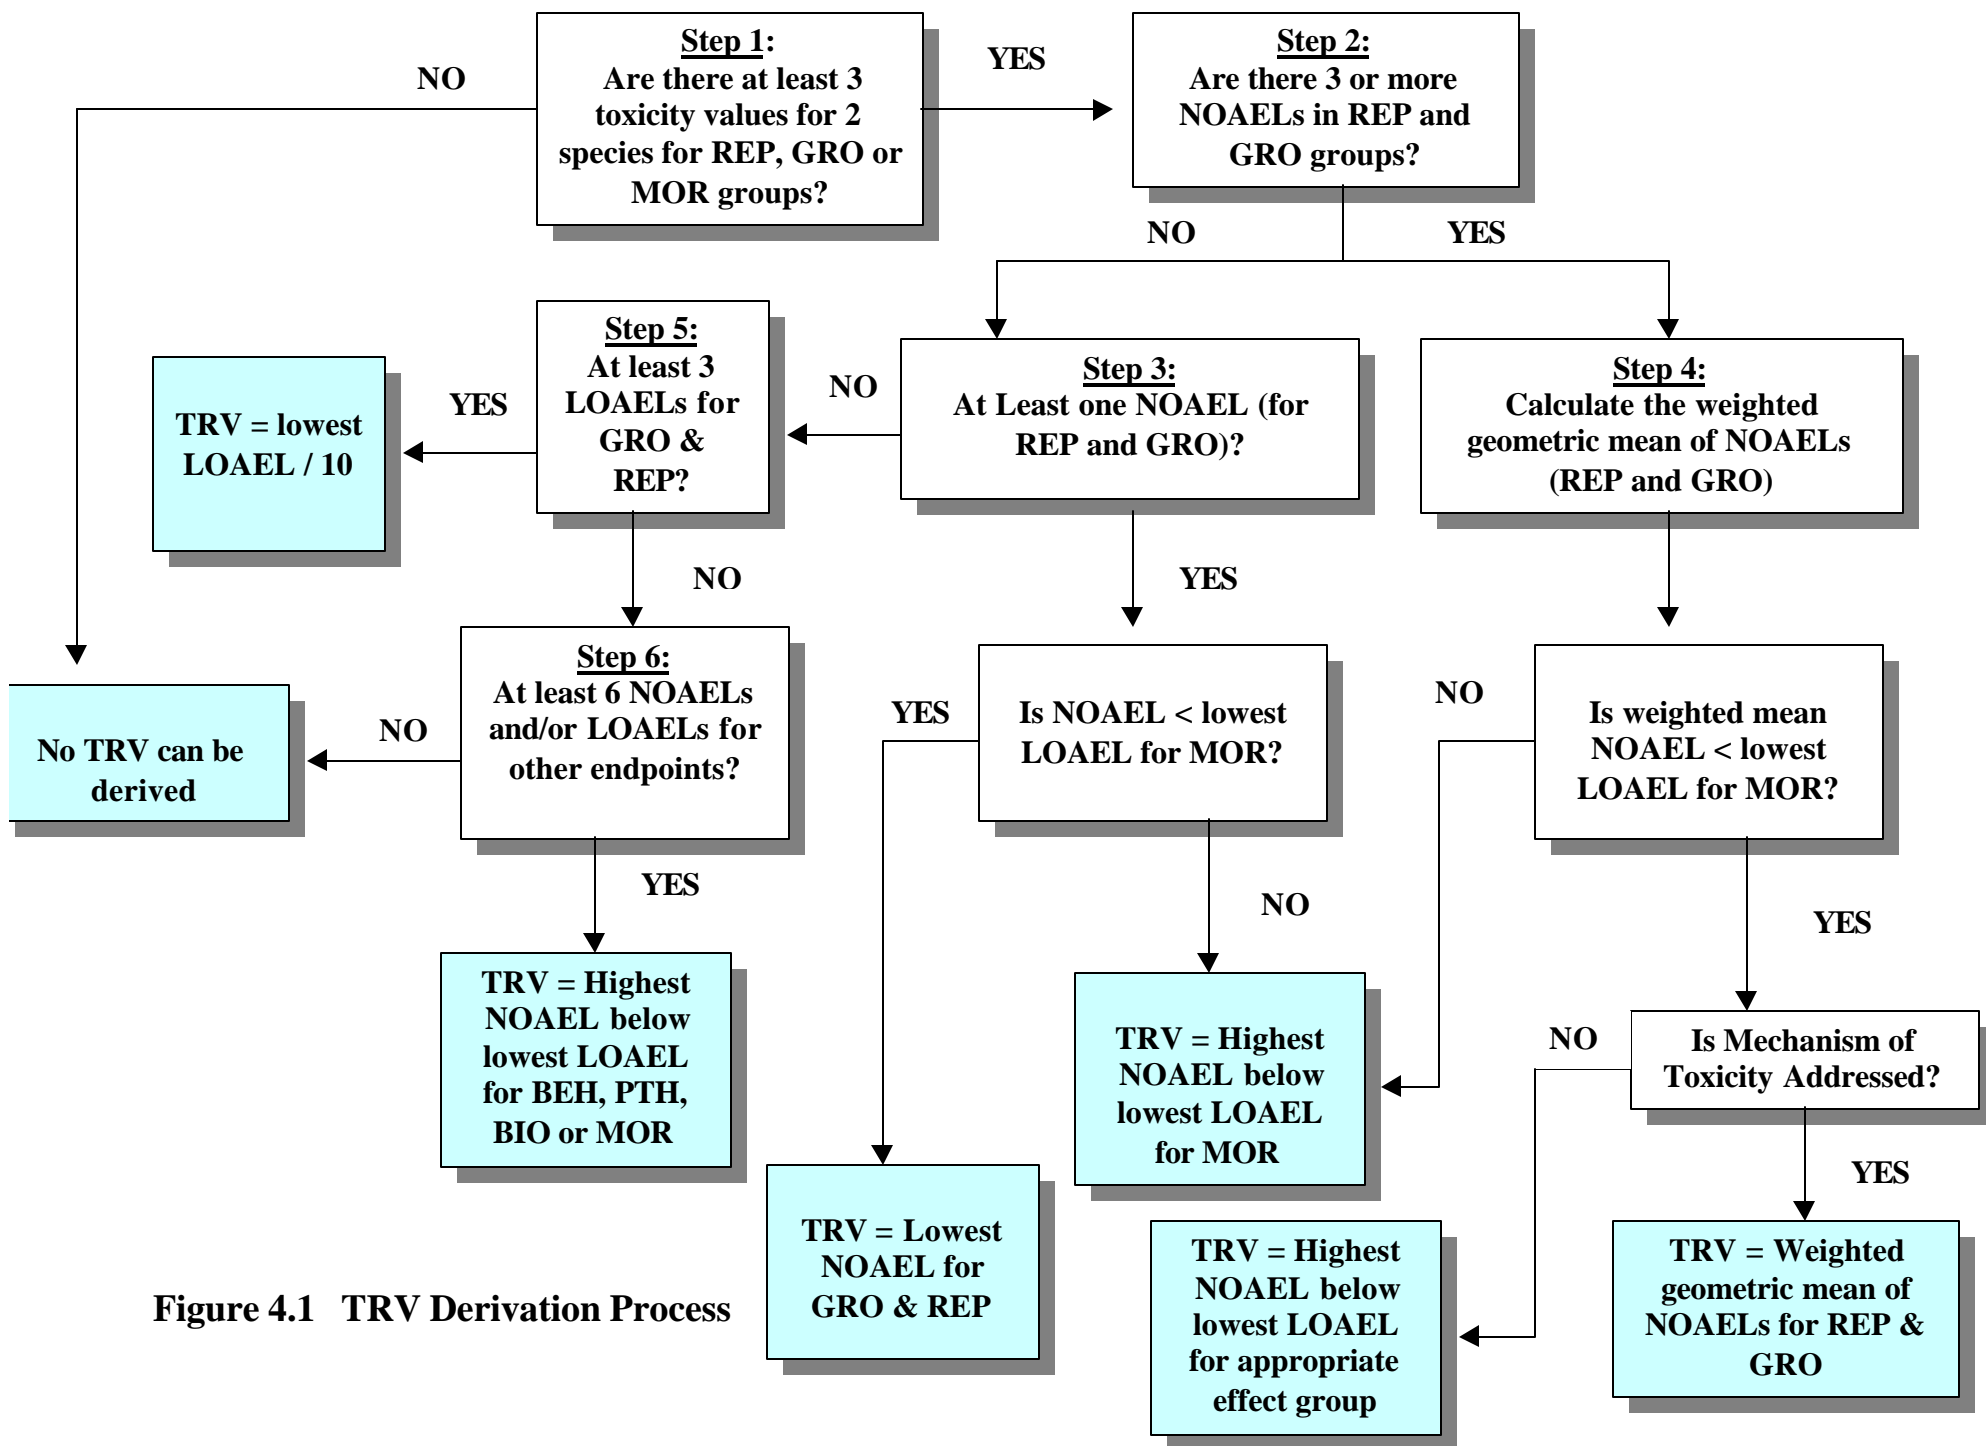 Step 1:
Are there at least 3
toxicity values for 2
species for REP, GRO or
MOR groups?
NO
YES
Step 2:
Are there 3 or more
NOAELs in REP and
GRO groups?
NO
YES
Step 5:
At least 3
LOAELs for
GRO &
REP?
NO
YES
TRV = lowest
LOAEL / 10
Step 3:
At Least one NOAEL (for
REP and GRO)?
Step 4:
Calculate the weighted
geometric mean of NOAELs
(REP and GRO)
NO
YES
Step 6:
At least 6 NOAELs
and/or LOAELs for
other endpoints?
NO
No TRV can be
derived
YES
Is NOAEL < lowest
LOAEL for MOR?
NO
Is weighted mean
NOAEL < lowest
LOAEL for MOR?
YES
NO
YES
TRV = Highest
NOAEL below
lowest LOAEL
for BEH, PTH,
BIO or MOR
TRV = Highest
NOAEL below
lowest LOAEL
for MOR
NO
Is Mechanism of
Toxicity Addressed?
YES
TRV = Lowest
NOAEL for
GRO & REP
TRV = Highest
NOAEL below
lowest LOAEL
for appropriate
effect group
TRV = Weighted
geometric mean of
NOAELs for REP &
GRO
Figure 4.1 TRV Derivation Process